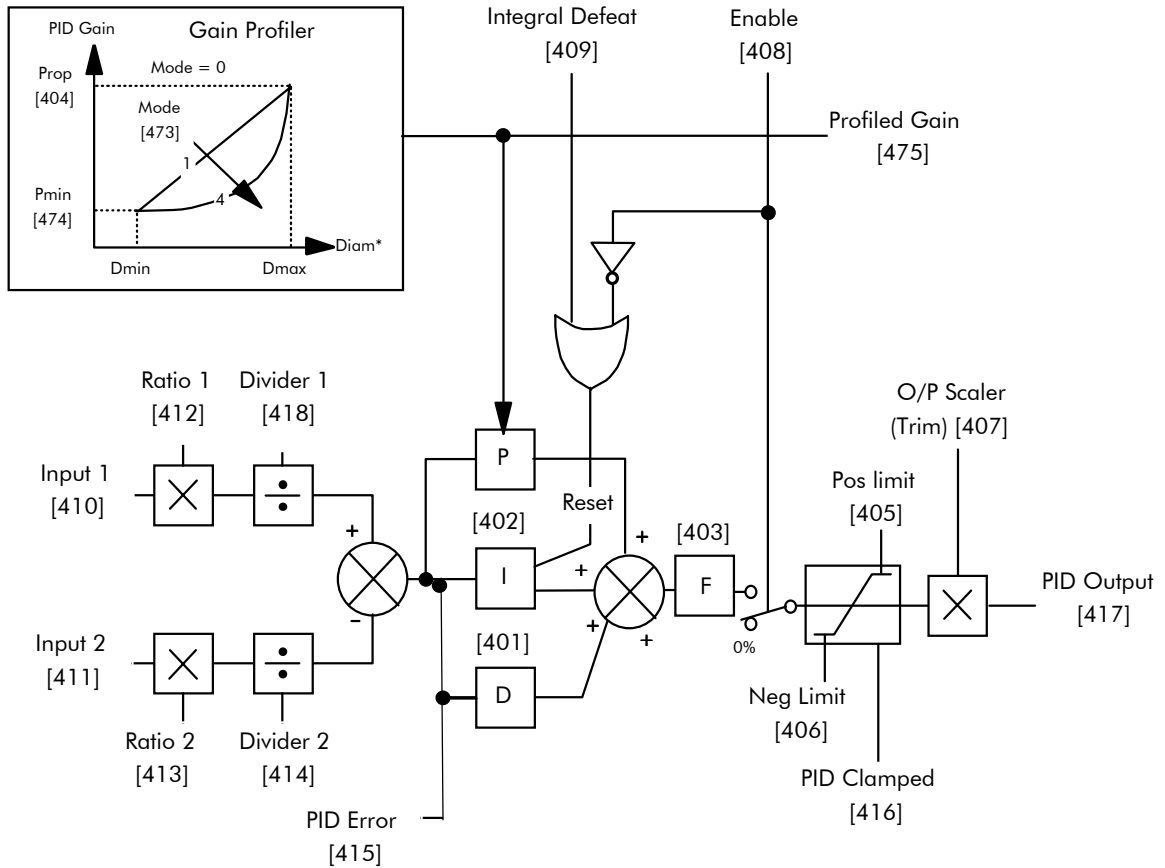 PID Gain
Gain Profiler
Prop
[404]
Mode = 0
Mode
[473]
1
4
Pmin
[474]
Diam*
Dmin
Dmax
Integral Defeat
[409]
Enable
[408]
Profiled Gain
[475]
Ratio 1
[412]
Divider 1
[418]
Input 1
[410]
+
-
Input 2
[411]
Ratio 2
[413]
Divider 2
[414]
PID Error
[415]
P
Reset
[402]
I
[401]
D
+
+
+
+
[403]
F
0%
O/P Scaler
(Trim) [407]
Pos limit
[405]
Neg Limit
[406]
PID Clamped
[416]
PID Output
[417]